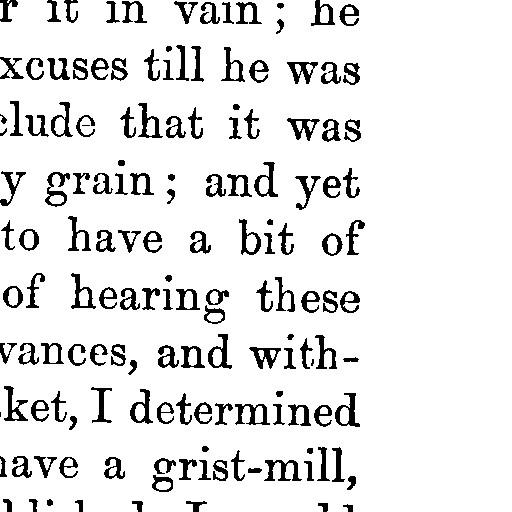 r it in vain; he
xcuses till he was
clude that it was
y grain; and yet
to have a bit of
of hearing these
vances, and with-
ket, I determined
have a grist-mill,